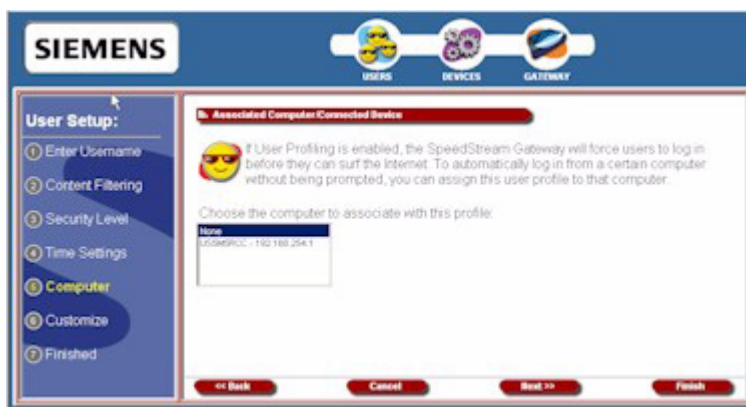 SIEMENS
USERS
DEVICES
GATEWAY
User Setup:
1 Enter Username
2 Content Filtering
3 Security Level
4 Time Settings
5 Computer
6 Customize
7 Finished
Associated Computer/Connected Device
If User Profiling is enabled, the SpeedStream Gateway will force users to log in
before they can surf the Internet. To automatically log in from a certain computer
without being prompted, you can assign this user profile to that computer.
Choose the computer to associate with this profile:
None
<< Back
Cancel
Next >>
Finish